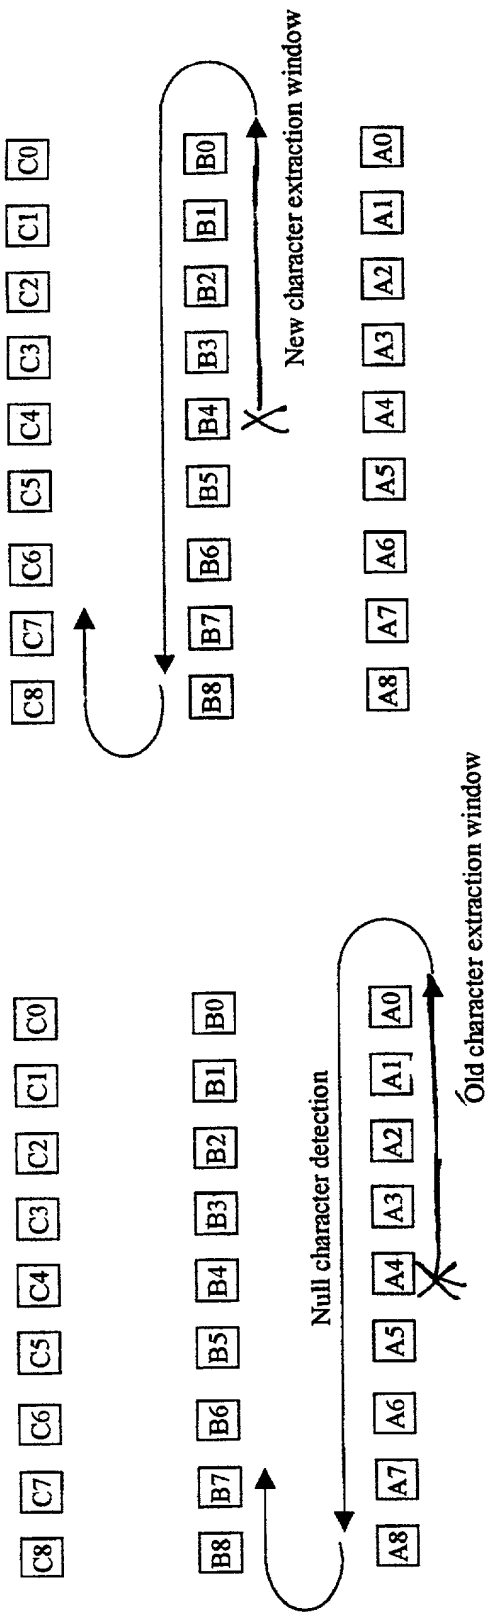 C8 C7 C6 C5 C4 C3 C2 C1 C0 C8 C7 C6 C5 C4 C3 C2 C1 C0
B8 B7 B6 B5 B4 B3 B2 B1 B0 B8 B7 B6 B5 B4 B3 B2 B1 B0
New character extraction window
Null character detection
A8 A7 A6 A5 A4 A3 A2 A1 A0 A8 A7 A6 A5 A4 A3 A2 A1 A0
Old character extraction window